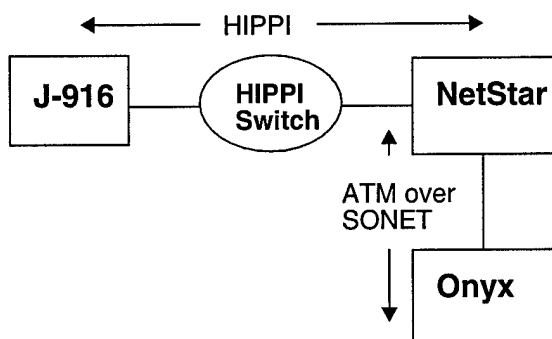 HIPPI
J-916
HIPPI
Switch
NetStar
ATM over
SONET
Onyx